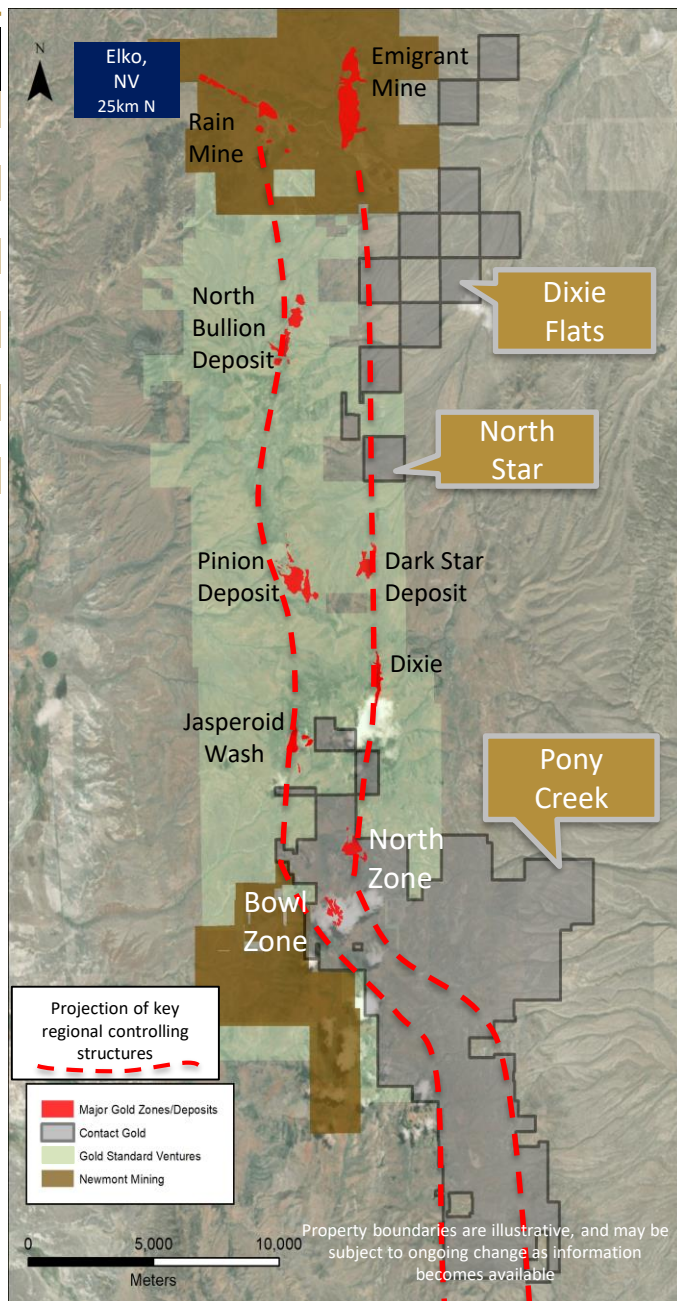 N
Elko,
NV
25km N
Emigrant
Mine
Rain
Mine
North
Bullion
Deposit
Dixie
Flats
North
Star
Pinion
Deposit
Dark Star
Deposit
Dixie
Jasperoid
Wash
Pony
Creek
North
Zone
Bowl
Zone
Projection of key
regional controlling
structures
Major Gold Zones/Deposits
Contact Gold
Gold Standard Ventures
Newmont Mining
0 5,000 10,000
Meters
Property boundaries are illustrative, and may be
subject to ongoing change as information
becomes available